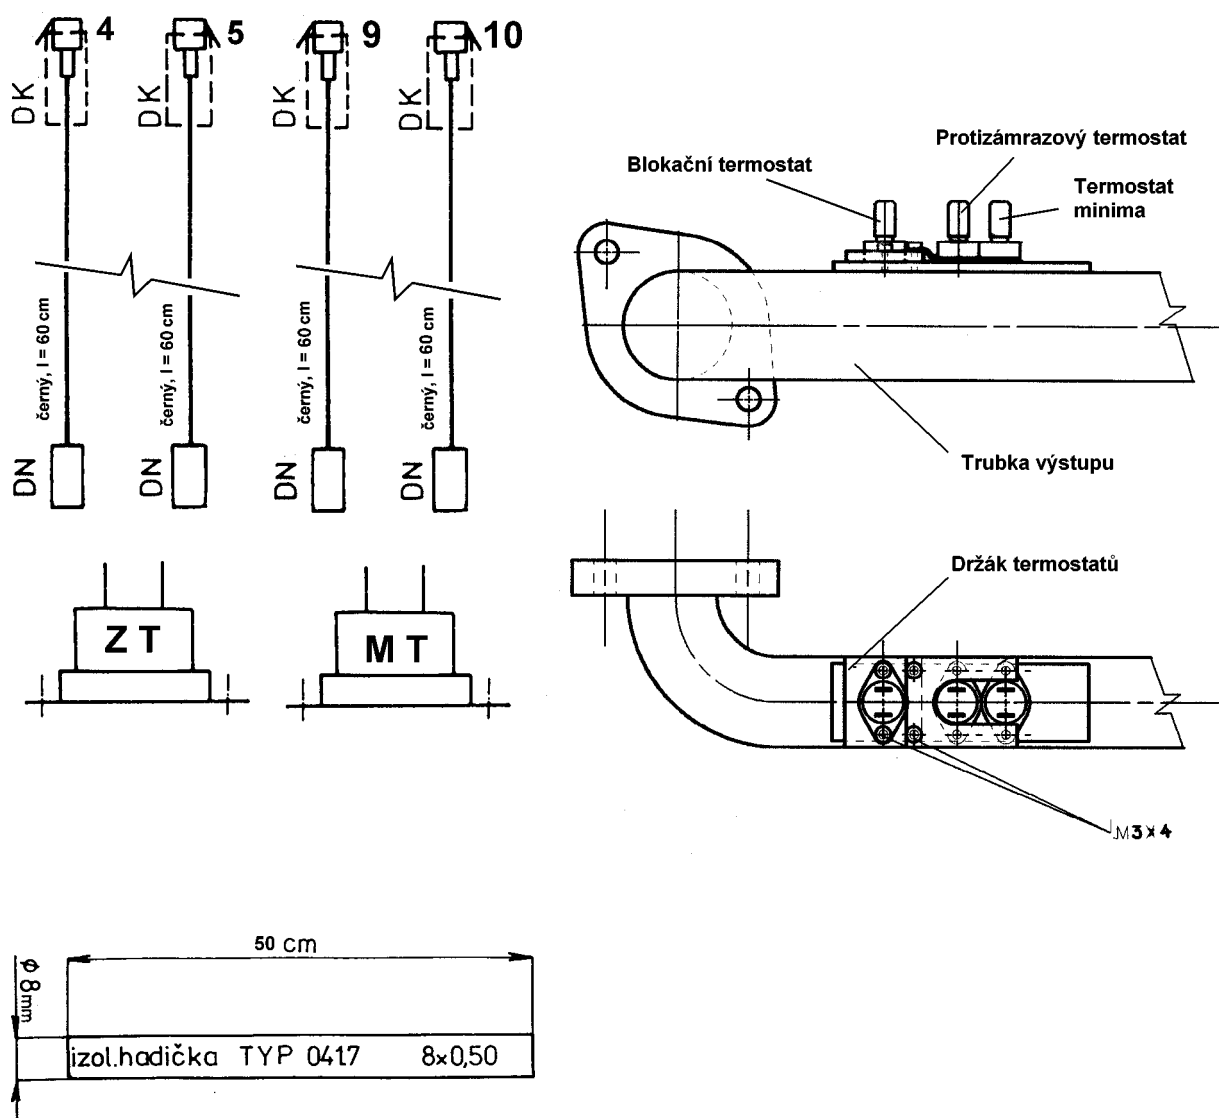 4
5
9
10
DK
DK
DK
DK
černý, l = 60 cm
černý, l = 60 cm
černý, l = 60 cm
černý, l = 60 cm
DN
DN
DN
DN
Z T
M T
Protizámrazový termostat
Blokační termostat
Termostat
minima
Trubka výstupu
Držák termostatů
M3x4
50 cm
ϕ 8mm
izol.hadička TYP 0417 8x0,50